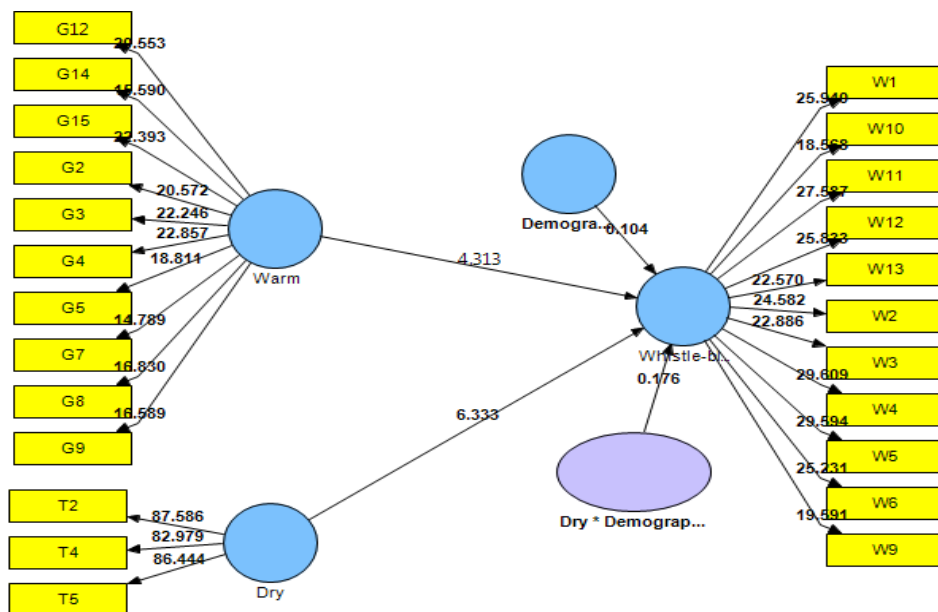 G12
20.553
G14
15.590
G15
22.393
G2
20.572
G3
22.246
G4
22.857
G5
18.811
G7
14.789
G8
16.830
G9
16.589
Warm
4.313
T2
87.586
T4
82.979
T5
86.444
Dry
6.333
Demogra...
0.104
Whistle-bl..
0.176
Dry * Demograp...
W1
25.940
W10
18.568
W11
27.587
W12
25.833
W13
22.570
W2
24.582
W3
22.886
W4
29.609
W5
29.594
W6
25.231
W9
19.591